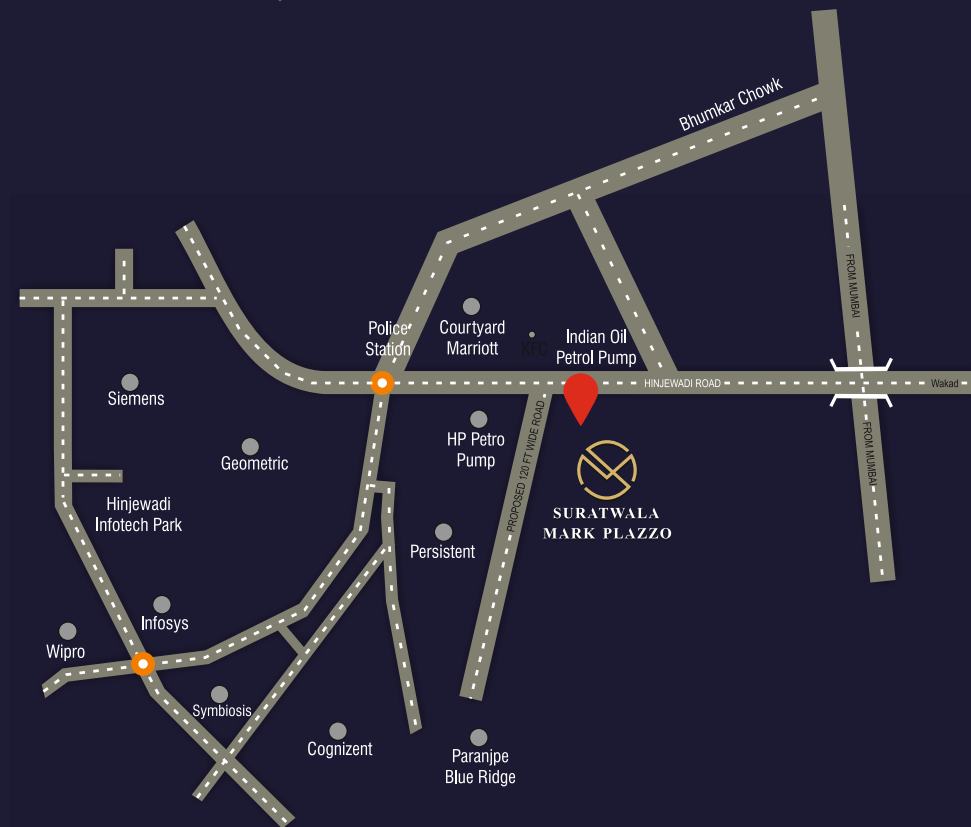 Bhumkar Chowk
FROM MUMBAI
Police
Station
Courtyard
Marriott
KFC
Indian Oil
Petrol Pump
HINJEWADI ROAD
Wakad
Siemens
Geometric
HP Petro
Pump
PROPOSED 120 FT WIDE ROAD
FROM MUMBAI
SURATWALA
MARK PLAZZO
Hinjewadi
Infotech Park
Persistent
Infosys
Wipro
Symbiosis
Cognizent
Paranjpe
Blue Ridge